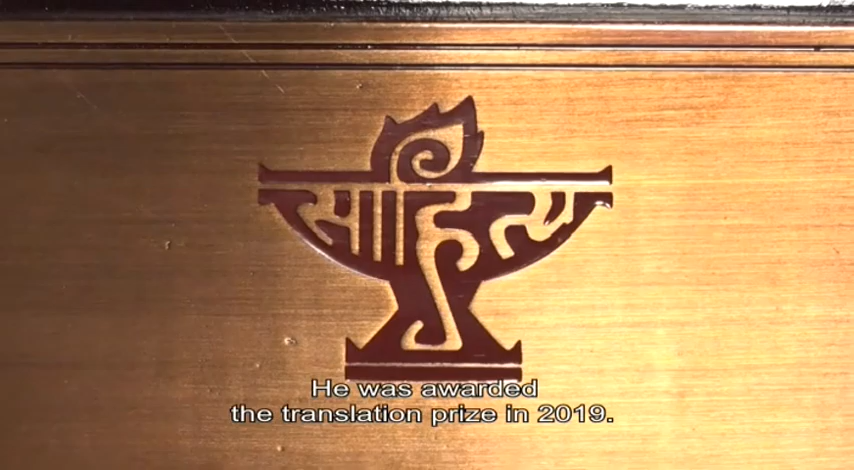 साहित्य
He was awarded
the translation prize in 2019.